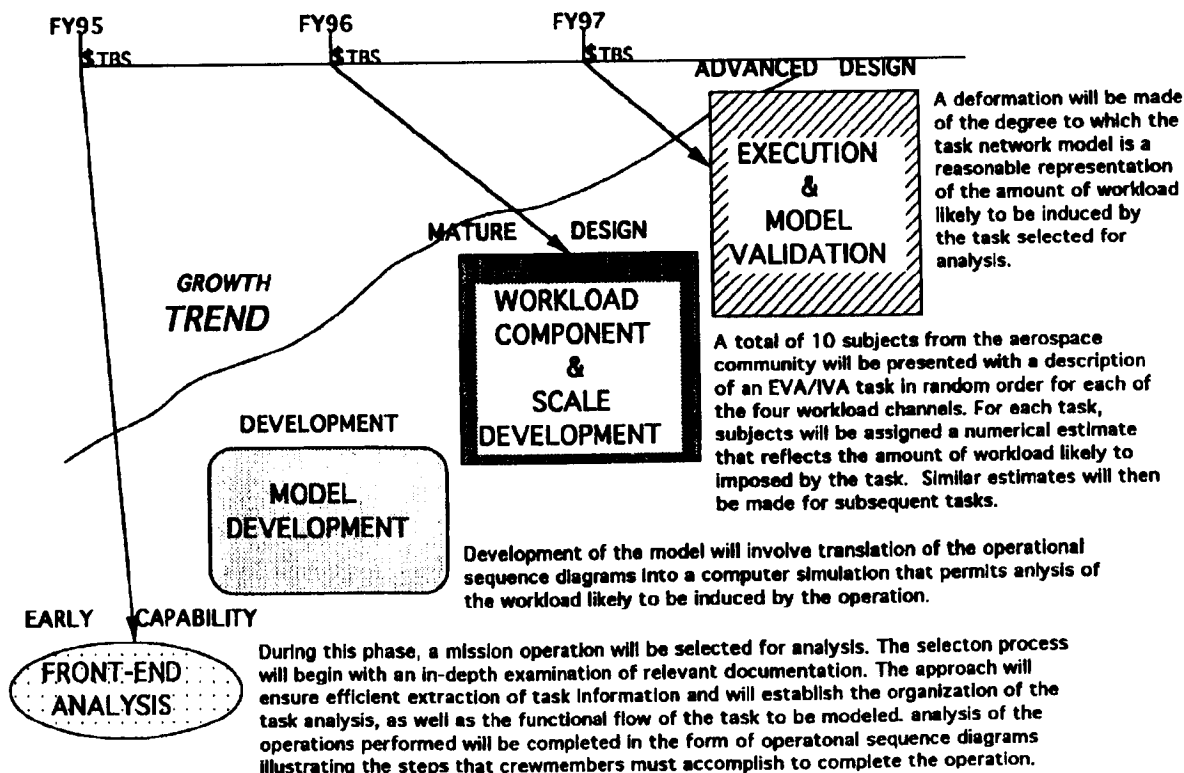 FY95 FY96 FY97
$TBS $TBS $TBS
ADVANCED DESIGN
EXECUTION
&
MODEL
VALIDATION
A deformation will be made
of the degree to which the
task network model is a
reasonable representation
of the amount of workload
likely to be induced by
the task selected for
analysis.
MATURE DESIGN
GROWTH
TREND
WORKLOAD
COMPONENT
&
SCALE
DEVELOPMENT
A total of 10 subjects from the aerospace
community will be presented with a description
of an EVA/IVA task in random order for each of
the four workload channels. For each task,
subjects will be assigned a numerical estimate
that reflects the amount of workload likely to
imposed by the task. Similar estimates will then
be made for subsequent tasks.
DEVELOPMENT
MODEL
DEVELOPMENT
Development of the model will involve translation of the operational
sequence diagrams into a computer simulation that permits anlysis of
the workload likely to be induced by the operation.
EARLY CAPABILITY
FRONT-END
ANALYSIS
During this phase, a mission operation will be selected for analysis. The selecton process
will begin with an in-depth examination of relevant documentation. The approach will
ensure efficient extraction of task information and will establish the organization of the
task analysis, as well as the functional flow of the task to be modeled. analysis of the
operations performed will be completed in the form of operatonal sequence diagrams
illustrating the steps that crewmembers must accomplish to complete the operation.